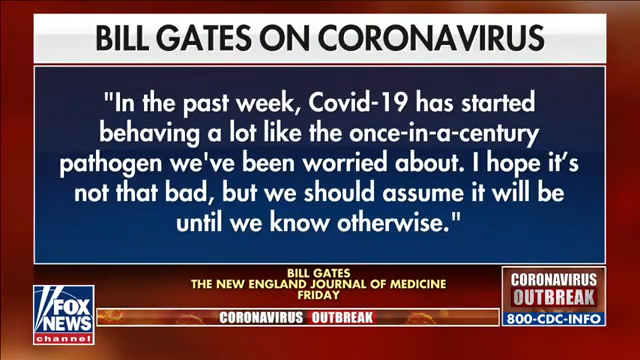 BILL GATES ON CORONAVIRUS
"In the past week, Covid-19 has started
behaving a lot like the once-in-a-century
pathogen we've been worried about. I hope it’s
not that bad, but we should assume it will be
until we know otherwise."
BILL GATES
THE NEW ENGLAND JOURNAL OF MEDICINE
FRIDAY
CORONAVIRUS OUTBREAK
FOX
NEWS
channel
CORONAVIRUS
OUTBREAK
800-CDC-INFO